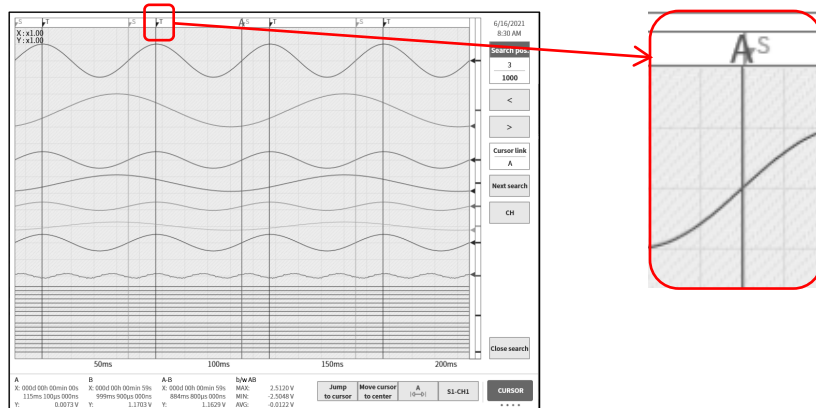 S T S T A S T S T
X:x1.00
Y:x1.00
6/16/2021
8:30 AM
Search pos.
3
1000
<
>
Cursor link
A
Next search
CH
Close search
50ms 100ms 150ms 200ms
A B A-B b/w AB
X: 000d 00h 00min 00s X: 000d 00h 00min 59s X: 000d 00h 00min 59s MAX: 2.5120 V
115ms 100µs 000ns 999ms 900µs 000ns 884ms 800µs 000ns MIN: -2.5048 V
Y: 0.0073 V Y: 1.1703 V Y: 1.1629 V AVG: -0.0122 V
Jump
to cursor
Move cursor
to center
A
S1-CH1
CURSOR
A S